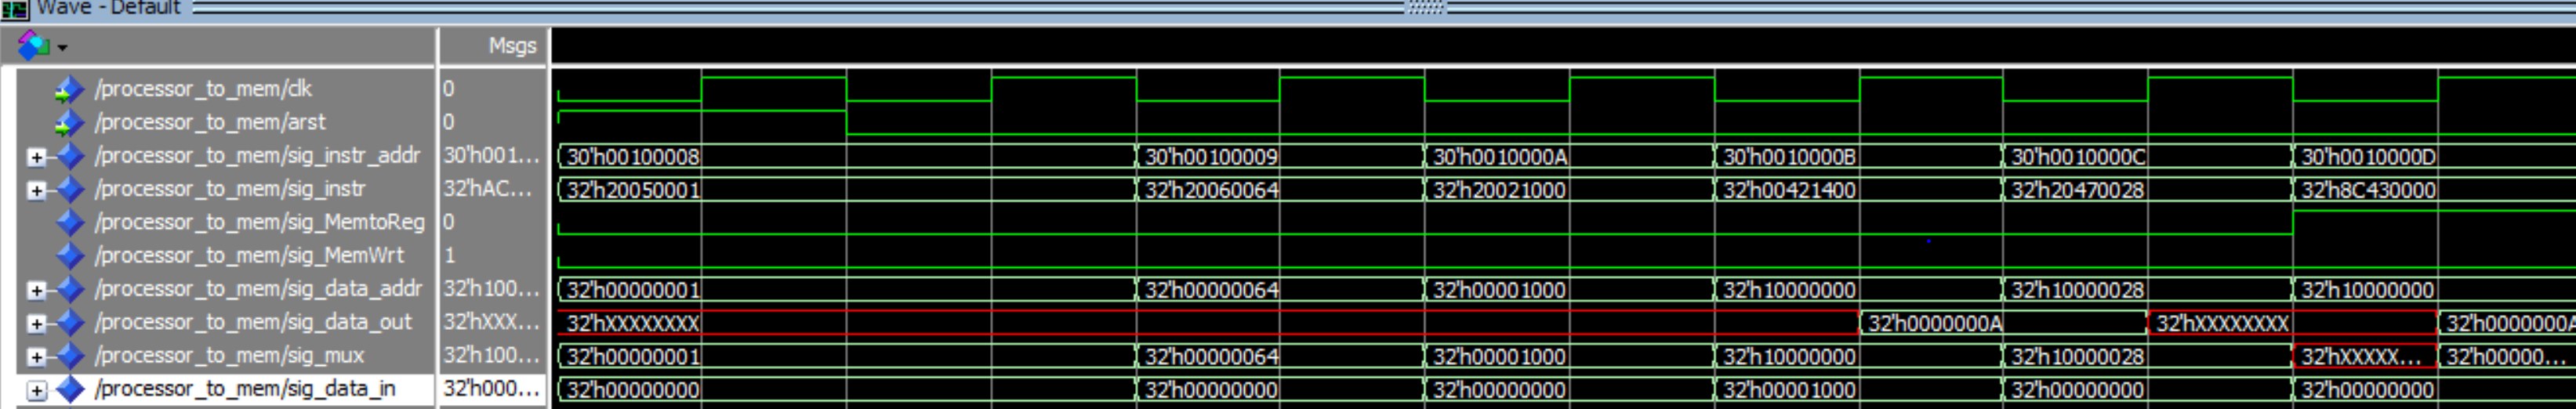 Wave - Default
Msgs
/processor_to_mem/clk 0
/processor_to_mem/arst 0
/processor_to_mem/sig_instr_addr 30'h001... 30'h00100008 30'h00100009 30'h0010000A 30'h0010000B 30'h0010000C 30'h0010000D
/processor_to_mem/sig_instr 32'hAC... 32'h20050001 32'h20060064 32'h20021000 32'h00421400 32'h20470028 32'h8C430000
/processor_to_mem/sig_MemtoReg 0
/processor_to_mem/sig_MemWrt 1
/processor_to_mem/sig_data_addr 32'h100... 32'h00000001 32'h00000064 32'h00001000 32'h10000000 32'h10000028 32'h10000000
/processor_to_mem/sig_data_out 32'hXXX... 32'hXXXXXXXX 32'h0000000A 32'hXXXXXXXX 32'h0000000A
/processor_to_mem/sig_mux 32'h100... 32'h00000001 32'h00000064 32'h00001000 32'h10000000 32'h10000028 32'hXXXXX... 32'h00000...
/processor_to_mem/sig_data_in 32'h000... 32'h00000000 32'h00000000 32'h00000000 32'h00001000 32'h00000000 32'h00000000